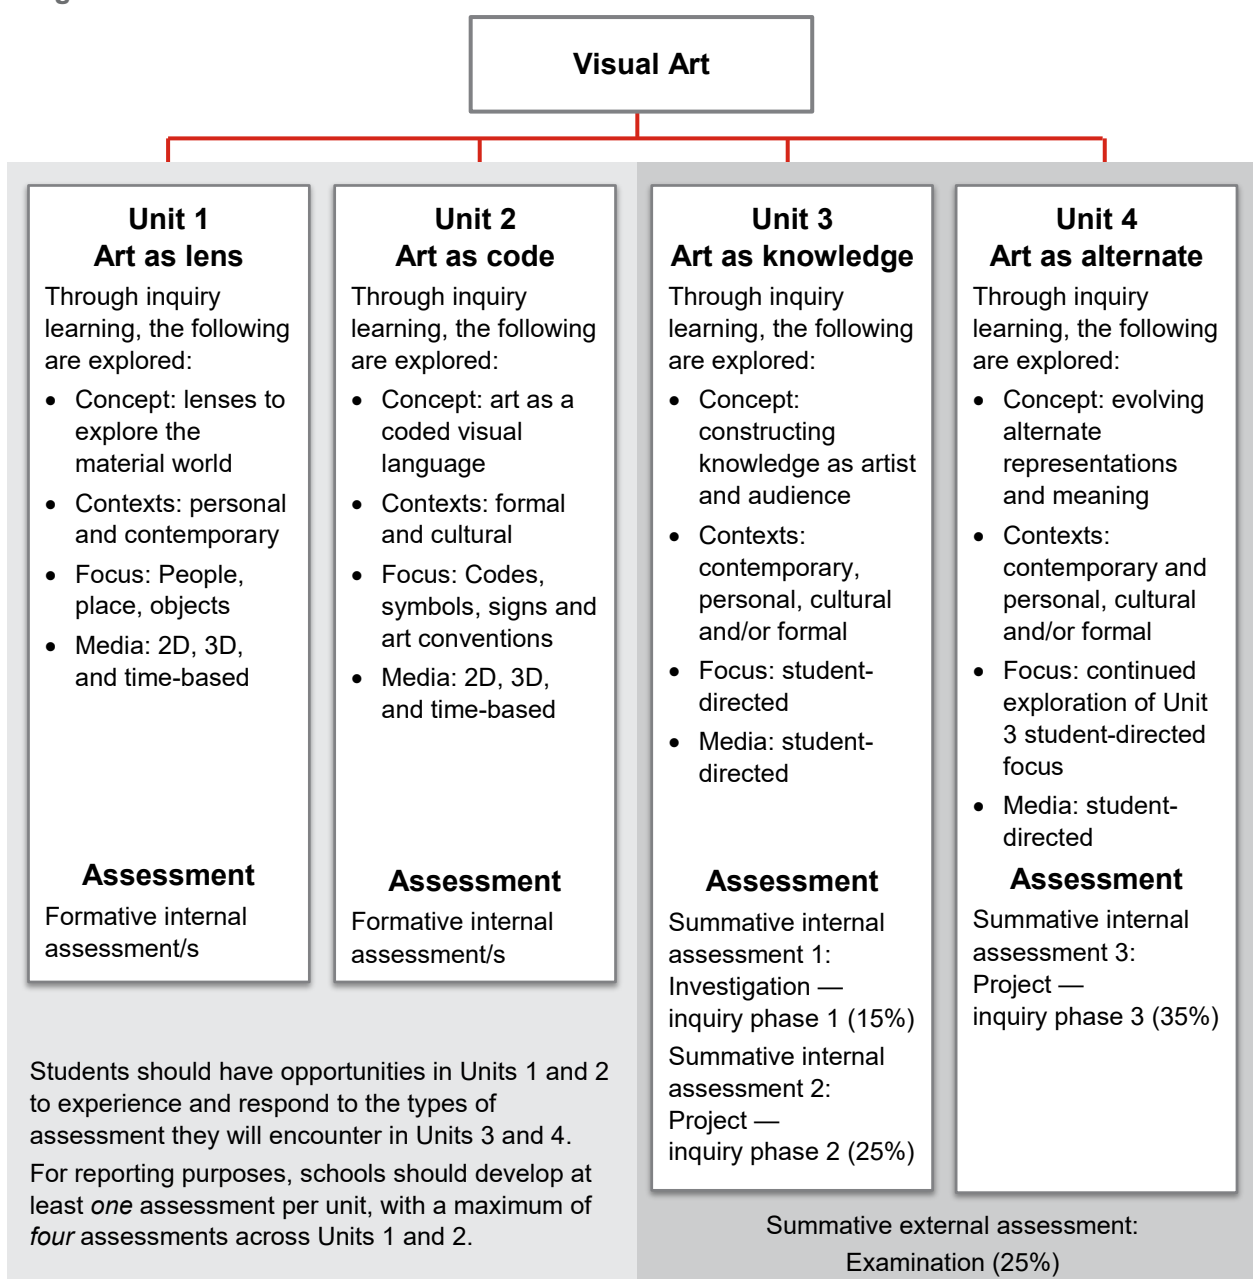 Visual Art
Unit 1
Art as lens
Through inquiry
learning, the following
are explored:
• Concept: lenses to
explore the
material world
• Contexts: personal
and contemporary
• Focus: People,
place, objects
• Media: 2D, 3D,
and time-based
Assessment
Formative internal
assessment/s
Unit 2
Art as code
Through inquiry
learning, the following
are explored:
• Concept: art as a
coded visual
language
• Contexts: formal
and cultural
• Focus: Codes,
symbols, signs and
art conventions
• Media: 2D, 3D,
and time-based
Assessment
Formative internal
assessment/s
Students should have opportunities in Units 1 and 2
to experience and respond to the types of
assessment they will encounter in Units 3 and 4.
For reporting purposes, schools should develop at
least one assessment per unit, with a maximum of
four assessments across Units 1 and 2.
Unit 3
Art as knowledge
Through inquiry
learning, the following
are explored:
• Concept:
constructing
knowledge as artist
and audience
• Contexts:
contemporary,
personal, cultural
and/or formal
• Focus: student-
directed
• Media: student-
directed
Assessment
Summative internal
assessment 1:
Investigation —
inquiry phase 1 (15%)
Summative internal
assessment 2:
Project —
inquiry phase 2 (25%)
Unit 4
Art as alternate
Through inquiry
learning, the following
are explored:
• Concept: evolving
alternate
representations
and meaning
• Contexts:
contemporary and
personal, cultural
and/or formal
• Focus: continued
exploration of Unit
3 student-directed
focus
• Media: student-
directed
Assessment
Summative internal
assessment 3:
Project —
inquiry phase 3 (35%)
Summative external assessment:
Examination (25%)